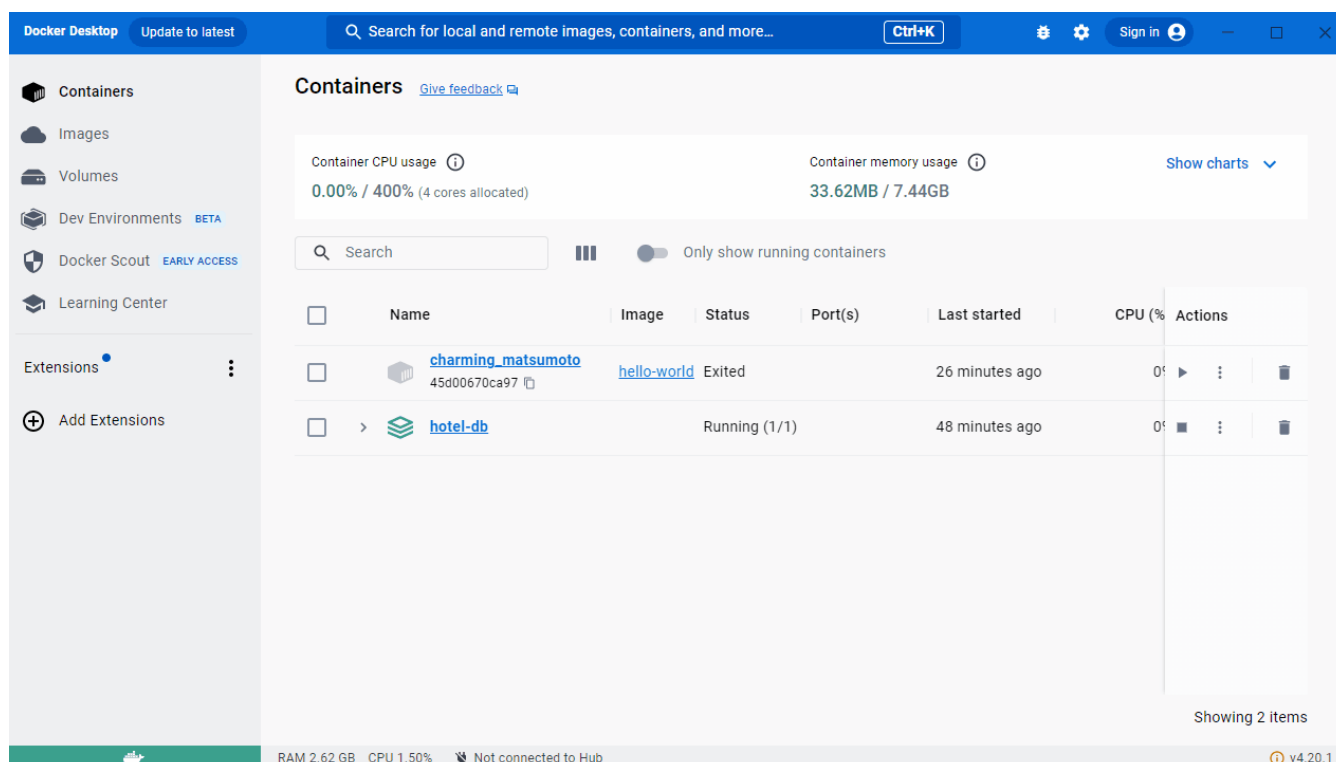 Docker Desktop Update to latest Search for local and remote images, containers, and more... Ctrl+K Sign in
Containers
Images
Volumes
Dev Environments BETA
Docker Scout EARLY ACCESS
Learning Center
Extensions
Add Extensions
Containers Give feedback
Container CPU usage
0.00% / 400% (4 cores allocated)
Container memory usage
33.62MB / 7.44GB
Show charts
Search Only show running containers
Name Image Status Port(s) Last started CPU (% Actions
charming_matsumoto
45d00670ca97
hello-world Exited 26 minutes ago 0%
hotel-db Running (1/1) 48 minutes ago 0%
Showing 2 items
RAM 2.62 GB CPU 1.50% Not connected to Hub v4.20.1